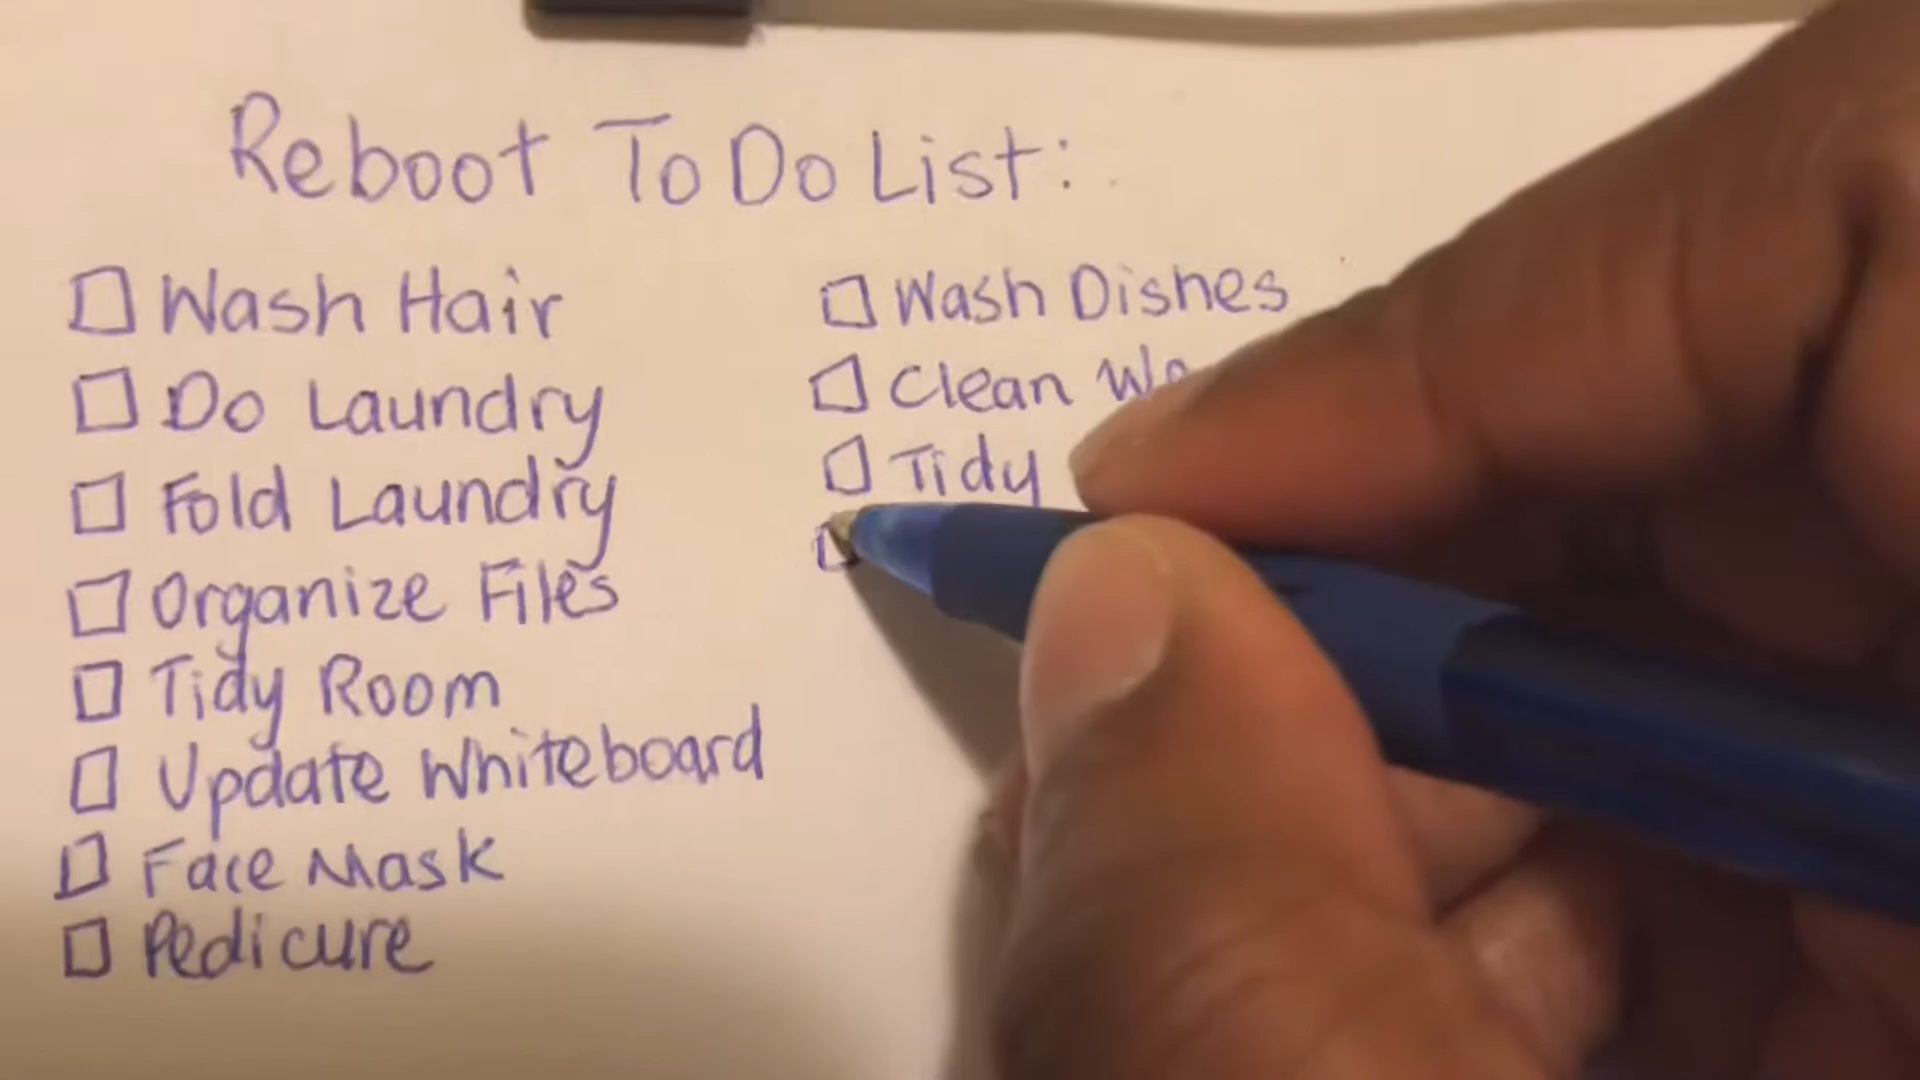 Reboot To Do List:
Wash Hair
Do Laundry
Fold Laundry
Organize Files
Tidy Room
Update Whiteboard
Face Mask
Pedicure
Wash Dishes
Clean
Tidy